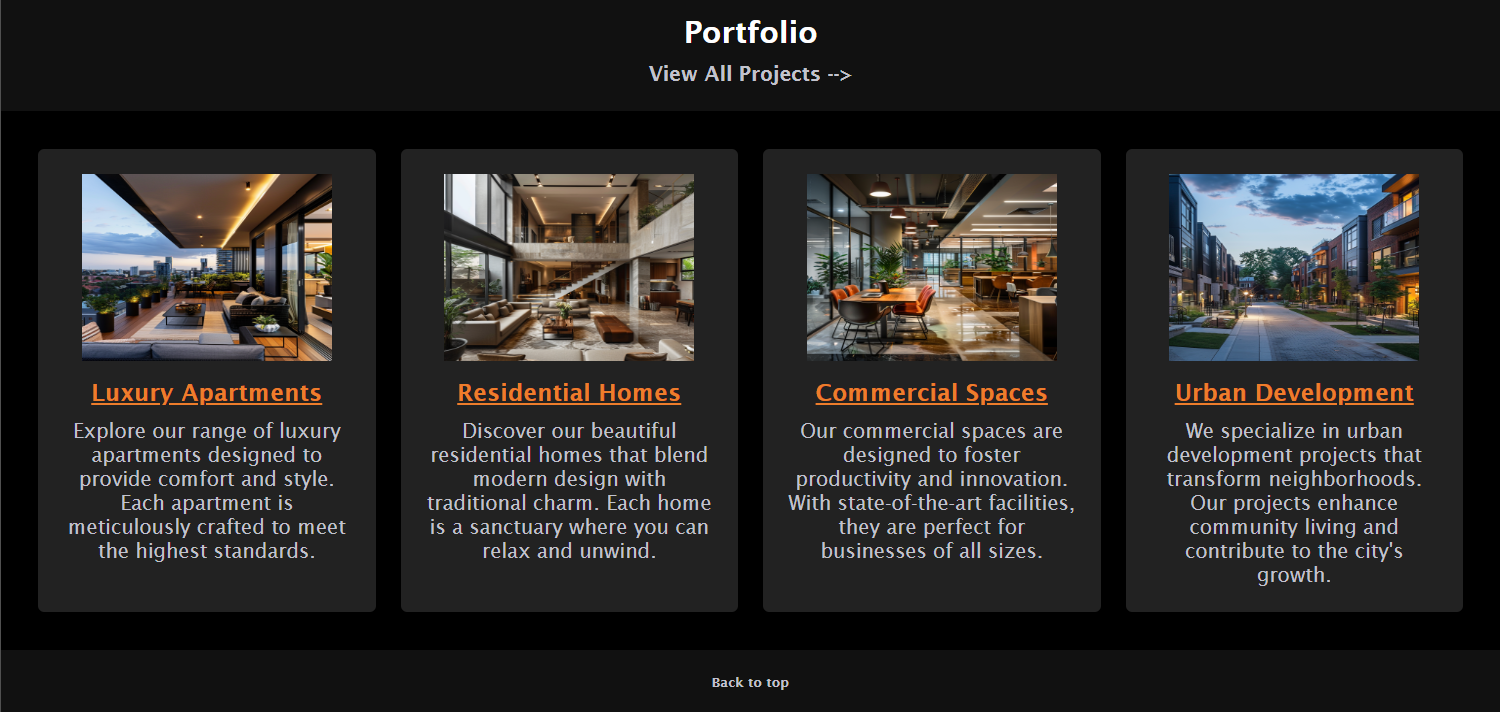 Portfolio
View All Projects -->
Luxury Apartments
Explore our range of luxury
apartments designed to
provide comfort and style.
Each apartment is
meticulously crafted to meet
the highest standards.
Residential Homes
Discover our beautiful
residential homes that blend
modern design with
traditional charm. Each home
is a sanctuary where you can
relax and unwind.
Commercial Spaces
Our commercial spaces are
designed to foster
productivity and innovation.
With state-of-the-art facilities,
they are perfect for
businesses of all sizes.
Urban Development
We specialize in urban
development projects that
transform neighborhoods.
Our projects enhance
community living and
contribute to the city's
growth.
Back to top